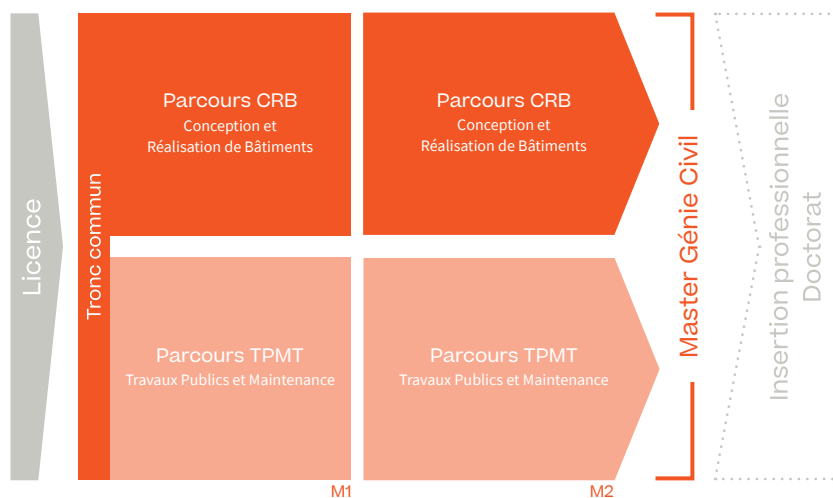 Licence
Tronc commun
Parcours CRB
Conception et
Réalisation de Bâtiments
Parcours CRB
Conception et
Réalisation de Bâtiments
Parcours TPMT
Travaux Publics et Maintenance
Parcours TPMT
Travaux Publics et Maintenance
M1
M2
Master Génie Civil
Insertion professionnelle
Doctorat